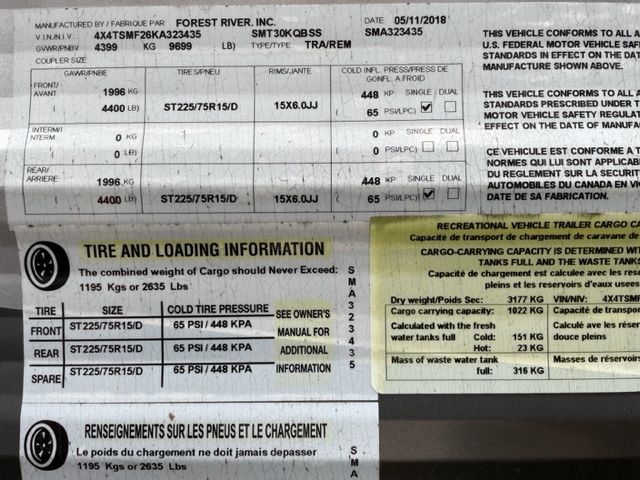 MANUFACTURED BY / FABRIQUE PAR: FOREST RIVER, INC. DATE 05/11/2018
V.I.N/N.I.V 4X4TSMF26KA323435 SMT30KQBSS SMA323435
GVWR/PNBV 4399 KG 9699 LB) TYPE/TYPE TRA/REM
COUPLER SIZE
GAWR/PNBE TIRES/PNEU RIMS/JANTE COLD INFL. PRESS/PRESS DE GONFL. A FROID
FRONT/ AVANT 1996 KG 448 KP SINGLE DUAL
( 4400 LB) ST225/75R15/D 15X6.0JJ ( 65 PSI/LPC)
INTERM/I NTERM 0 KG 0 KP SINGLE DUAL
( 0 LB) ( 0 PSI/LPC)
REAR/ ARRIERE 1996 KG 448 KP SINGLE DUAL
( 4400 LB) ST225/75R15/D 15X6.0JJ ( 65 PSI/LPC)
THIS VEHICLE CONFORMS TO ALL A
U.S. FEDERAL MOTOR VEHICLE SAF
STANDARDS IN EFFECT ON THE DAT
MANUFACTURE SHOWN ABOVE.
THIS VEHICLE CONFORMS TO ALL A
STANDARDS PRESCRIBED UNDER T
MOTOR VEHICLE SAFETY REGULAT
EFFECT ON THE DATE OF MANUFAC
CE VEHICULE EST CONFORME A T
NORMES QUI LUI SONT APPLICAB
DU REGLEMENT SUR LA SECURIT
AUTOMOBILES DU CANADA EN VI
DATE DE SA FABRICATION.
TIRE AND LOADING INFORMATION
The combined weight of Cargo should Never Exceed:
1195 Kgs or 2635 Lbs
TIRE SIZE COLD TIRE PRESSURE
FRONT ST225/75R15/D 65 PSI / 448 KPA
REAR ST225/75R15/D 65 PSI / 448 KPA
SPARE ST225/75R15/D 65 PSI / 448 KPA
SEE OWNER'S
MANUAL FOR
ADDITIONAL
INFORMATION
SMA323435
RECREATIONAL VEHICLE TRAILER CARGO CA
Capacité de transport de chargement de caravane de
CARGO-CARRYING CAPACITY IS DETERMINED WIT
TANKS FULL AND THE WASTE TANKS
Capacité de chargement est calculee avec les res
pleins et les reservoirs d'eaux usees
Dry weight/Poids Sec: 3177 KG VIN/NIV: 4X4TSMF
Cargo carrying capacity: 1022 KG Capacité de transpor
Calculated with the fresh Calculé ave les réser
water tanks full Cold: 151 KG douce pleins
Hot: 23 KG
Mass of waste water tank Masses de réservoirs
full: 316 KG
RENSEIGNEMENTS SUR LES PNEUS ET LE CHARGEMENT
Le poids du chargement ne doit jamais depasser
1195 Kgs or 2635 Lbs
SMA